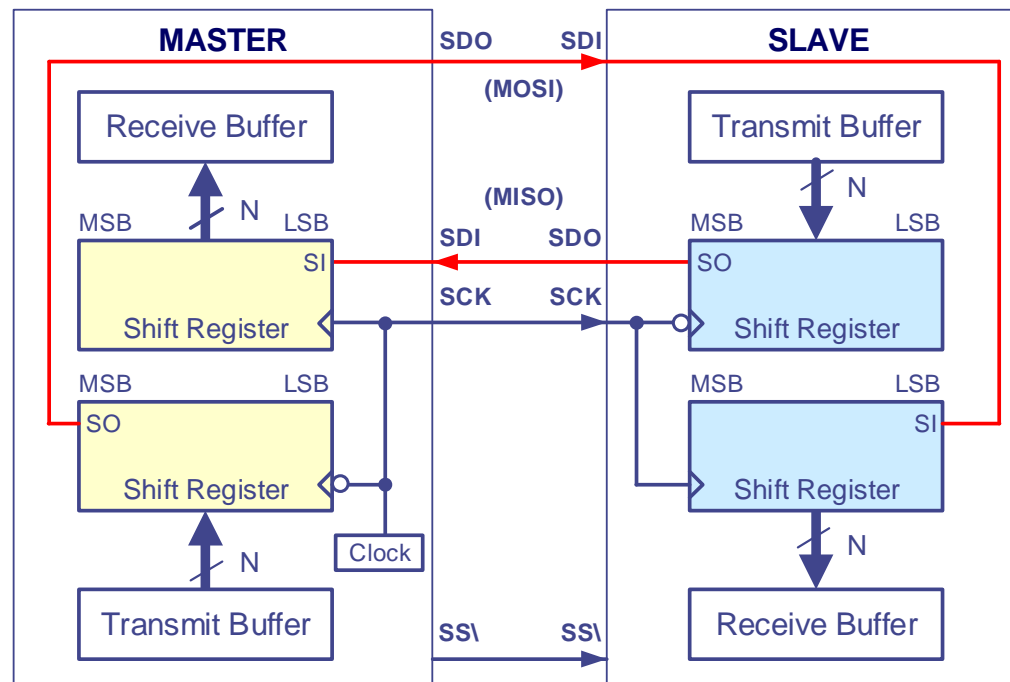 MASTER
SDO SDI
SLAVE
(MOSI)
Receive Buffer
Transmit Buffer
N
(MISO)
N
MSB LSB
SDI SDO
MSB LSB
SI
SO
SCK SCK
Shift Register
Shift Register
MSB LSB
MSB LSB
SO
SI
Shift Register
Shift Register
Clock
N
N
Transmit Buffer
SS\ SS\
Receive Buffer